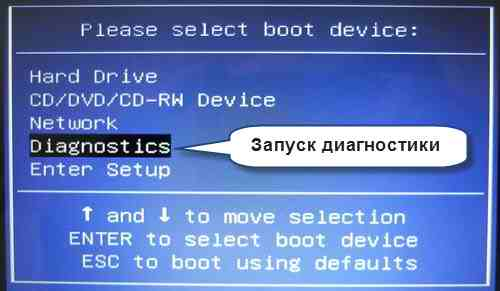 Please select boot device:
Hard Drive
CD/DVD/CD-RW Device
Network
Diagnostics
Запуск диагностики
Enter Setup
↑ and ↓ to move selection
ENTER to select boot device
ESC to boot using defaults